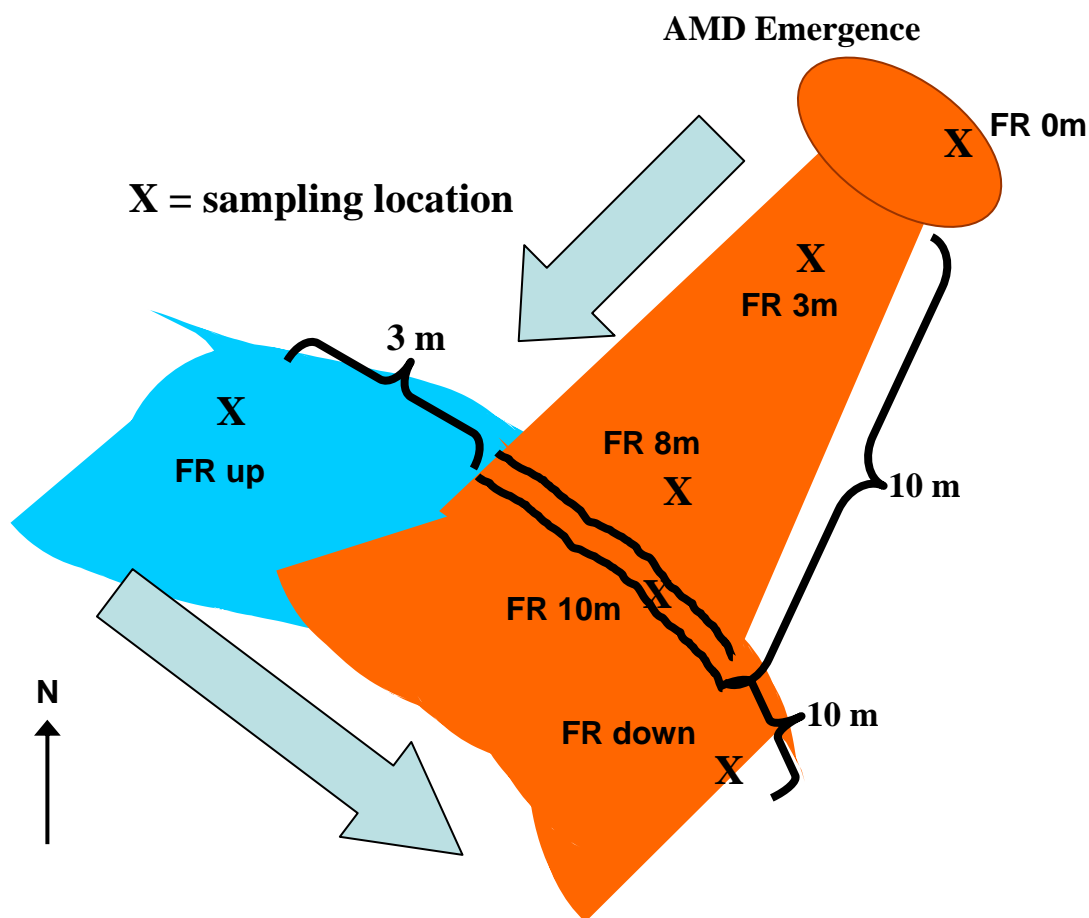 AMD Emergence
X FR 0m
X = sampling location
X
FR 3m
3 m
X
FR up
FR 8m
X
10 m
X
FR 10m
N
10 m
FR down
X